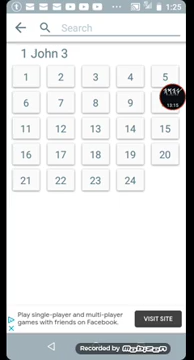 1:25
Search
1 John 3
1 2 3 4 5
6 7 8 9
11 12 13 14 15
16 17 18 19 20
21 22 23 24
Play single-player and multi-player
games with friends on Facebook.
VISIT SITE
Recorded by mobizen